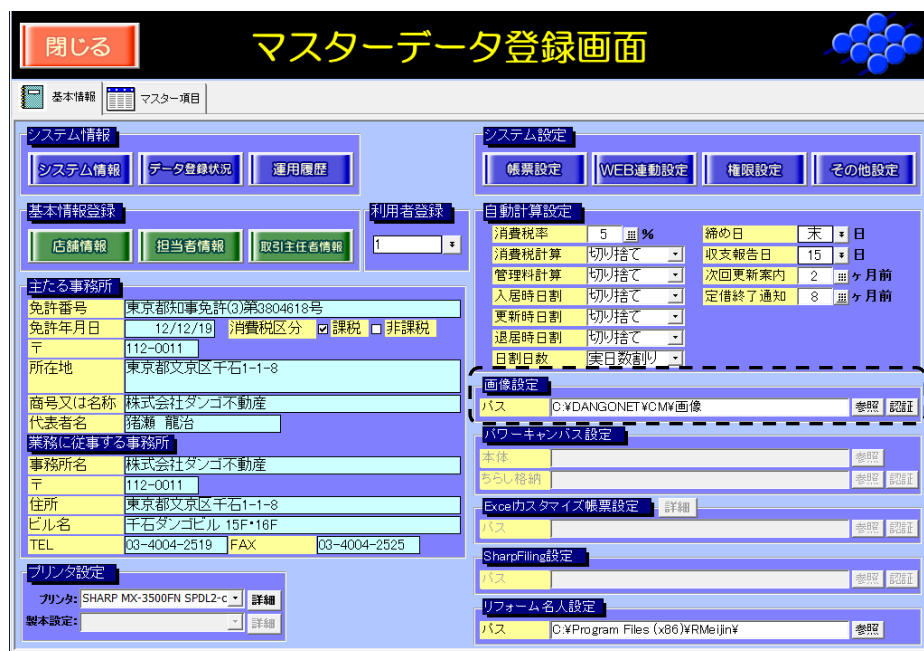 閉じる
マスターデータ登録画面
基本情報
マスター項目
システム情報
システム情報
データ登録状況
運用履歴
基本情報登録
店舗情報
担当者情報
取引主任者情報
利用者登録
1
主たる事務所
免許番号 東京都知事免許(3)第3804618号
免許年月日 12/12/19 消費税区分 課税 非課税
〒 112-0011
所在地 東京都文京区千石1-1-8
商号又は名称 株式会社ダンゴ不動産
代表者名 猪瀬 龍治
業務に従事する事務所
事務所名 株式会社ダンゴ不動産
〒 112-0011
住所 東京都文京区千石1-1-8
ビル名 千石ダンゴビル 15F・16F
TEL 03-4004-2519 FAX 03-4004-2525
プリンタ設定
プリンタ: SHARP MX-3500FN SPDL2-c 詳細
製本設定: 詳細
システム設定
帳票設定
WEB連動設定
権限設定
その他設定
自動計算設定
消費税率 5 %
消費税計算 切り捨て
管理料計算 切り捨て
入居時日割 切り捨て
更新時日割 切り捨て
退居時日割 切り捨て
日割日数 実日数割り
締め日 末 日
収支報告日 15 日
次回更新案内 2 ヶ月前
定借終了通知 8 ヶ月前
画像設定
パス C:¥DANGONET¥CM¥画像 参照 認証
パワーキャンバス設定
本体 参照
ちらし格納 参照 認証
Excelカスタマイズ帳票設定 詳細
パス 参照 認証
SharpFiling設定
パス 参照 認証
リフォーム名人設定
パス C:¥Program Files (x86)¥RMeijin¥ 参照